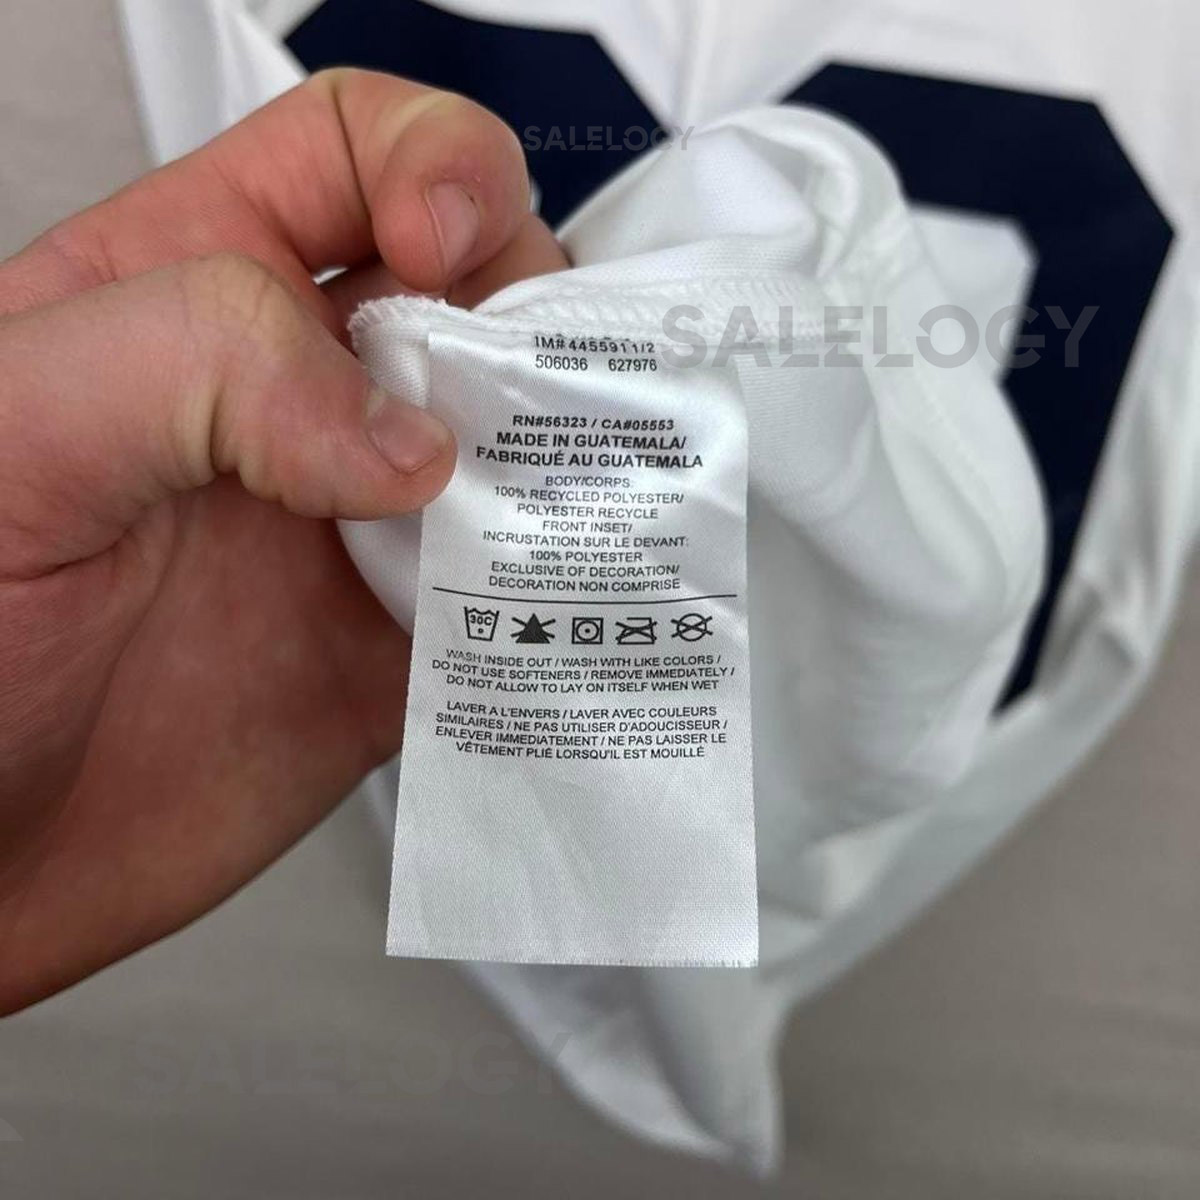 SALELOGY
SALELOGY
IM# 4455911/2
506036 627976
RN#56323 / CA#05553
MADE IN GUATEMALA/
FABRIQUÉ AU GUATEMALA
BODY/CORPS:
100% RECYCLED POLYESTER/
POLYESTER RECYCLE
FRONT INSET/
INCRUSTATION SUR LE DEVANT:
100% POLYESTER
EXCLUSIVE OF DECORATION/
DECORATION NON COMPRISE
30C
WASH INSIDE OUT / WASH WITH LIKE COLORS /
DO NOT USE SOFTENERS / REMOVE IMMEDIATELY /
DO NOT ALLOW TO LAY ON ITSELF WHEN WET
LAVER A L'ENVERS / LAVER AVEC COULEURS
SIMILAIRES / NE PAS UTILISER D'ADOUCISSEUR /
ENLEVER IMMEDIATEMENT / NE PAS LAISSER LE
VÊTEMENT PLIÉ LORSQU'IL EST MOUILLÉ
SALELOGY